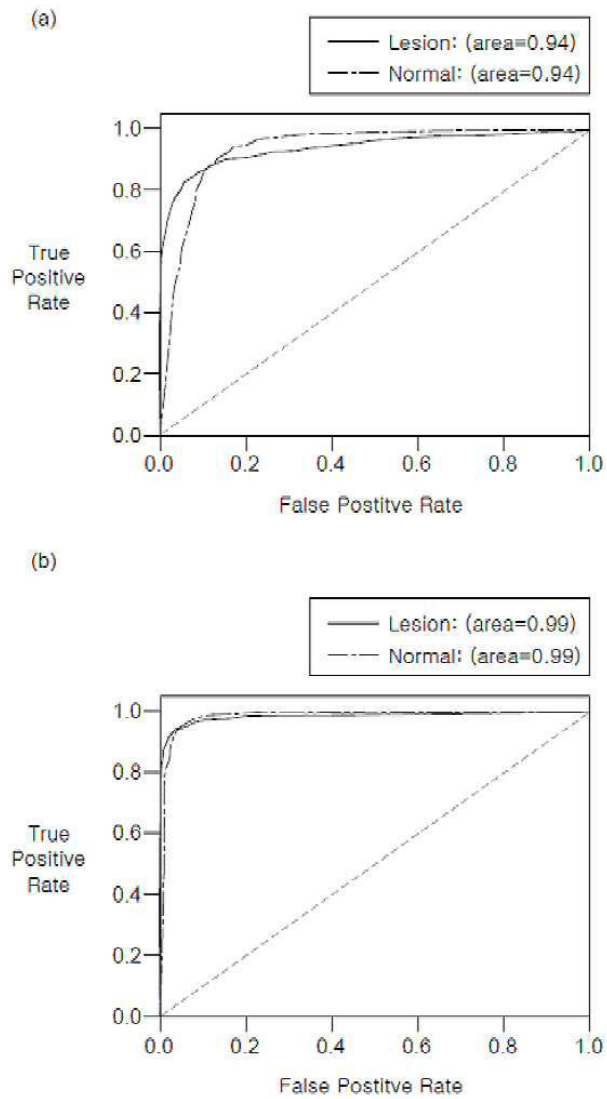 (a)
Lesion: (area=0.94)
Normal: (area=0.94)
1.0
0.8
0.6
0.4
0.2
0.0
True
Positive
Rate
0.0 0.2 0.4 0.6 0.8 1.0
False Postitve Rate
(b)
Lesion: (area=0.99)
Normal: (area=0.99)
1.0
0.8
0.6
0.4
0.2
0.0
True
Positive
Rate
0.0 0.2 0.4 0.6 0.8 1.0
False Postitve Rate